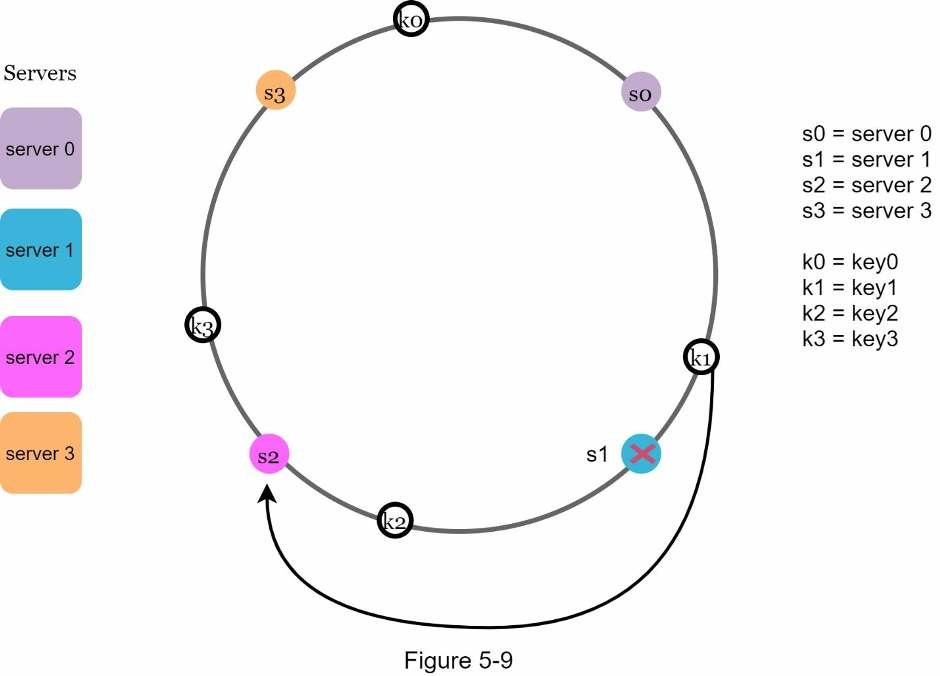 Servers
server 0
server 1
server 2
server 3
k0
s3
s0
k3
k1
s2
s1
k2
s0 = server 0
s1 = server 1
s2 = server 2
s3 = server 3
k0 = key0
k1 = key1
k2 = key2
k3 = key3
Figure 5-9